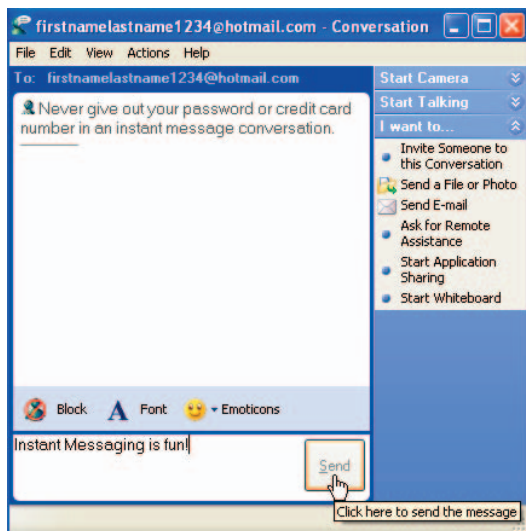 firstnamelastname1234@hotmail.com - Conversation
File Edit View Actions Help
To: firstnamelastname1234@hotmail.com
Never give out your password or credit card
number in an instant message conversation.
Start Camera
Start Talking
I want to...
Invite Someone to
this Conversation
Send a File or Photo
Send E-mail
Ask for Remote
Assistance
Start Application
Sharing
Start Whiteboard
Block A Font Emoticons
Instant Messaging is fun!
Send
Click here to send the message